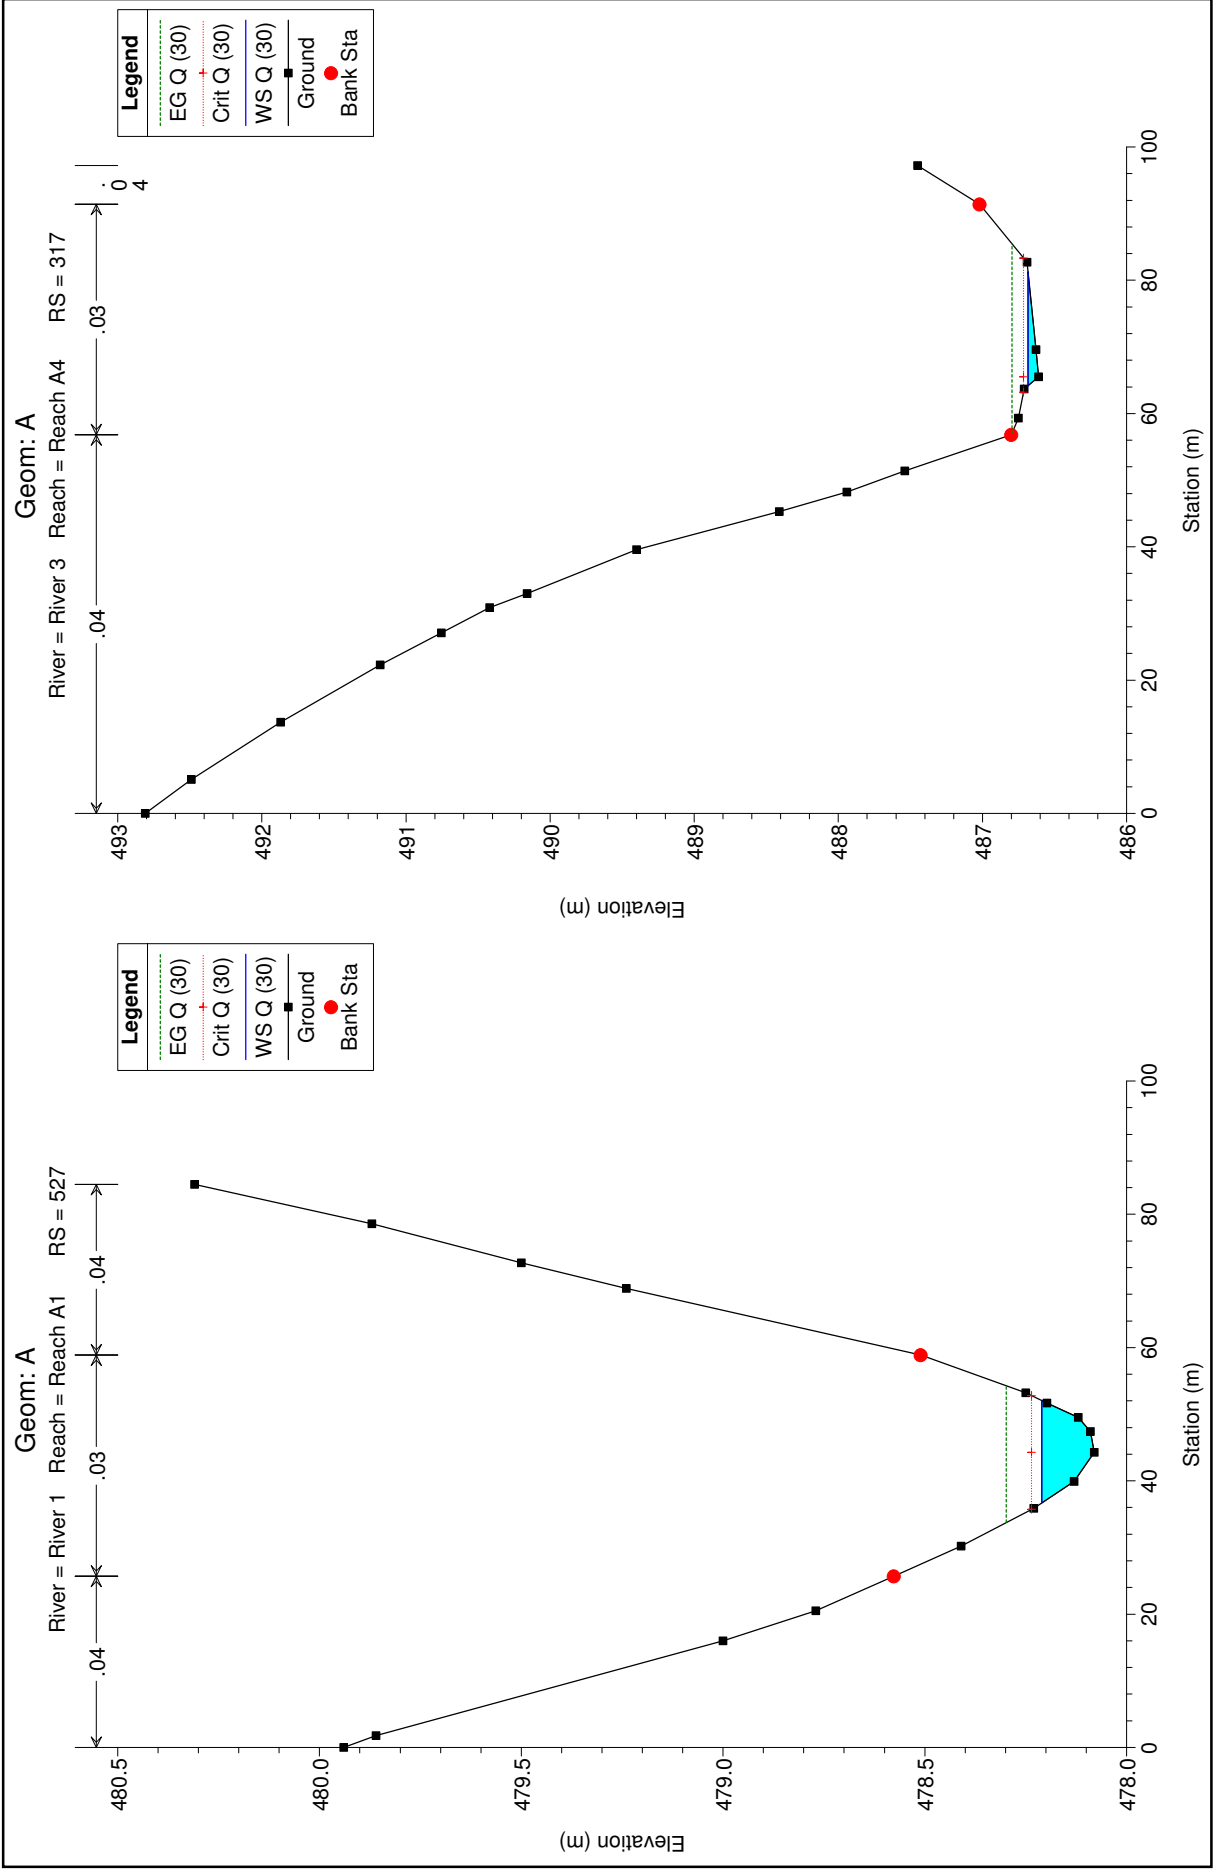 Geom: A
River = River 1 Reach = Reach A1 RS = 527
.04
.03
.04
Legend
EG Q (30)
Crit Q (30)
WS Q (30)
Ground
Bank Sta
480.5
480.0
479.5
479.0
478.5
478.0
Elevation (m)
0
20
40
60
80
100
Station (m)
Geom: A
River = River 3 Reach = Reach A4 RS = 317
.04
.03
.
0
4
Legend
EG Q (30)
Crit Q (30)
WS Q (30)
Ground
Bank Sta
493
492
491
490
489
488
487
486
Elevation (m)
0
20
40
60
80
100
Station (m)